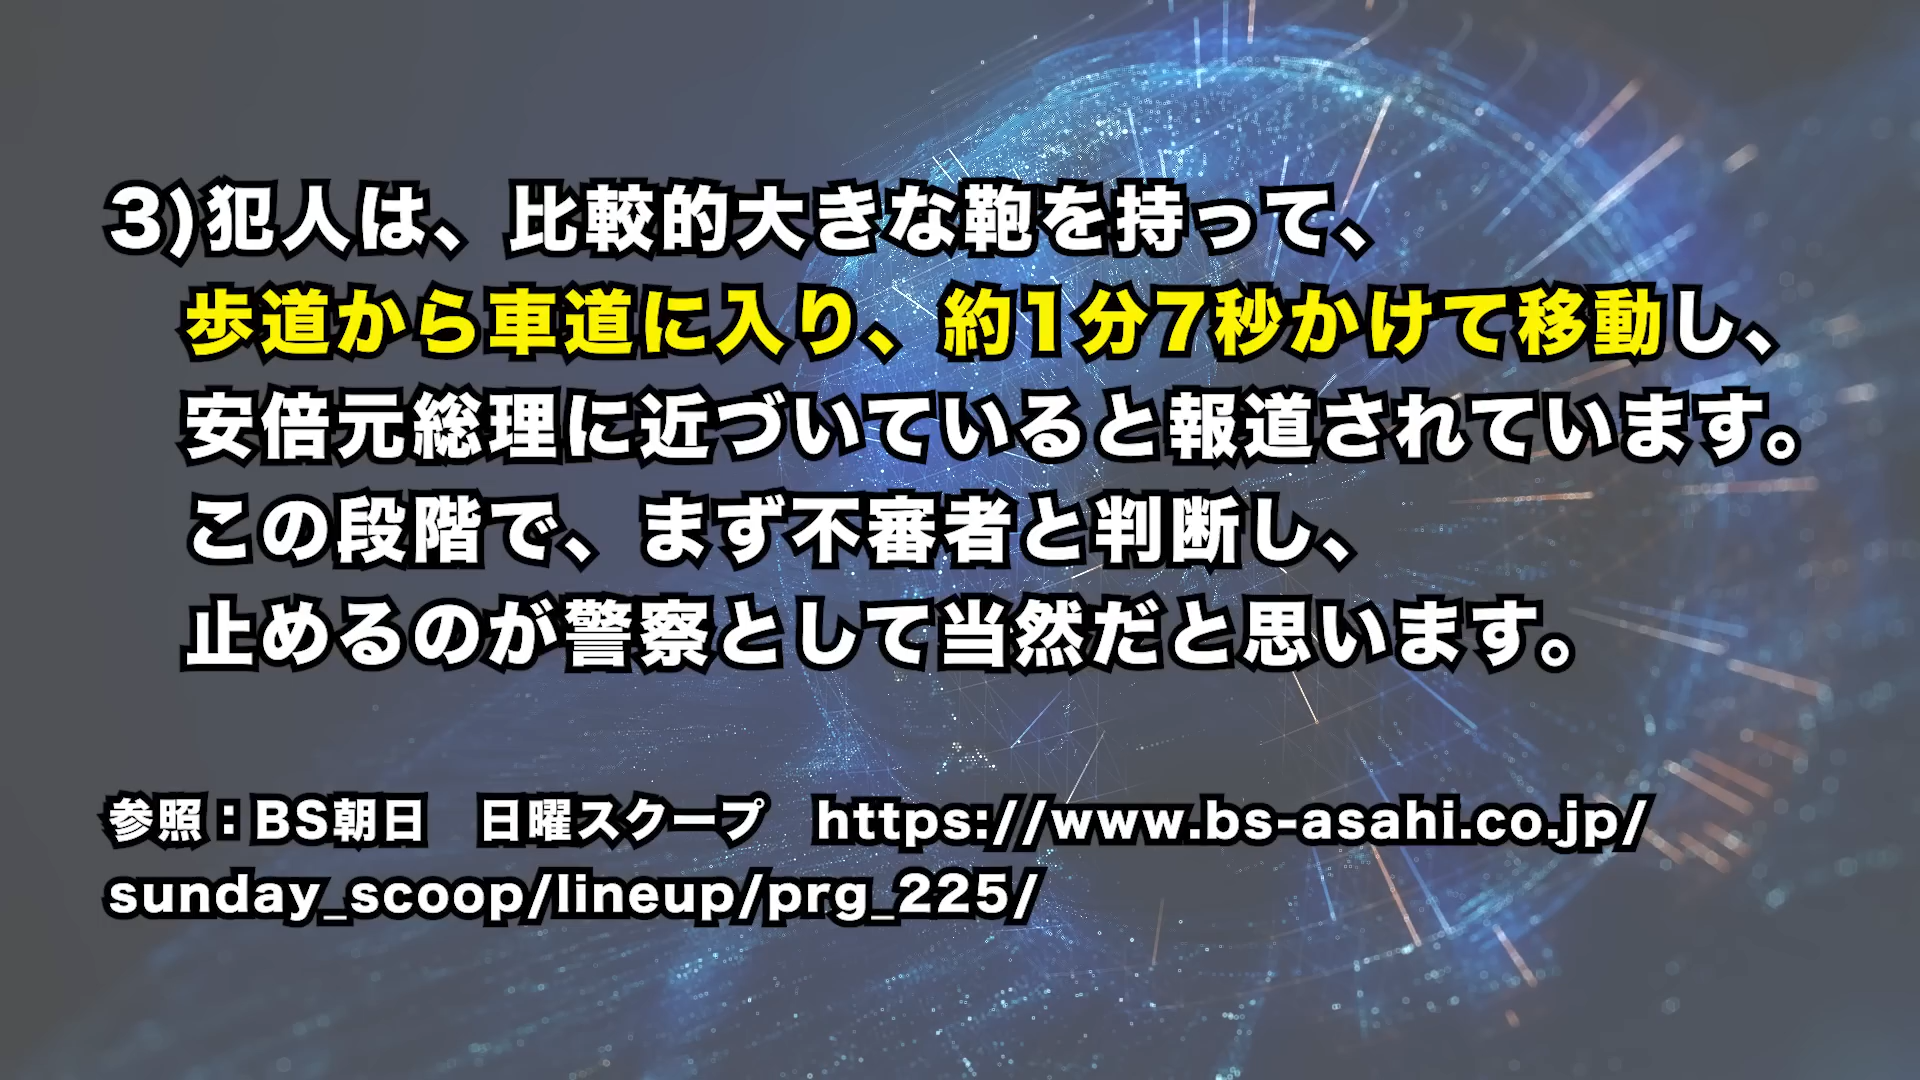 3)犯人は、比較的大きな鞄を持って、
歩道から車道に入り、約1分7秒かけて移動し、
安倍元総理に近づいていると報道されています。
この段階で、まず不審者と判断し、
止めるのが警察として当然だと思います。
参照：BS朝日　日曜スクープ　https://www.bs-asahi.co.jp/
sunday_scoop/lineup/prg_225/